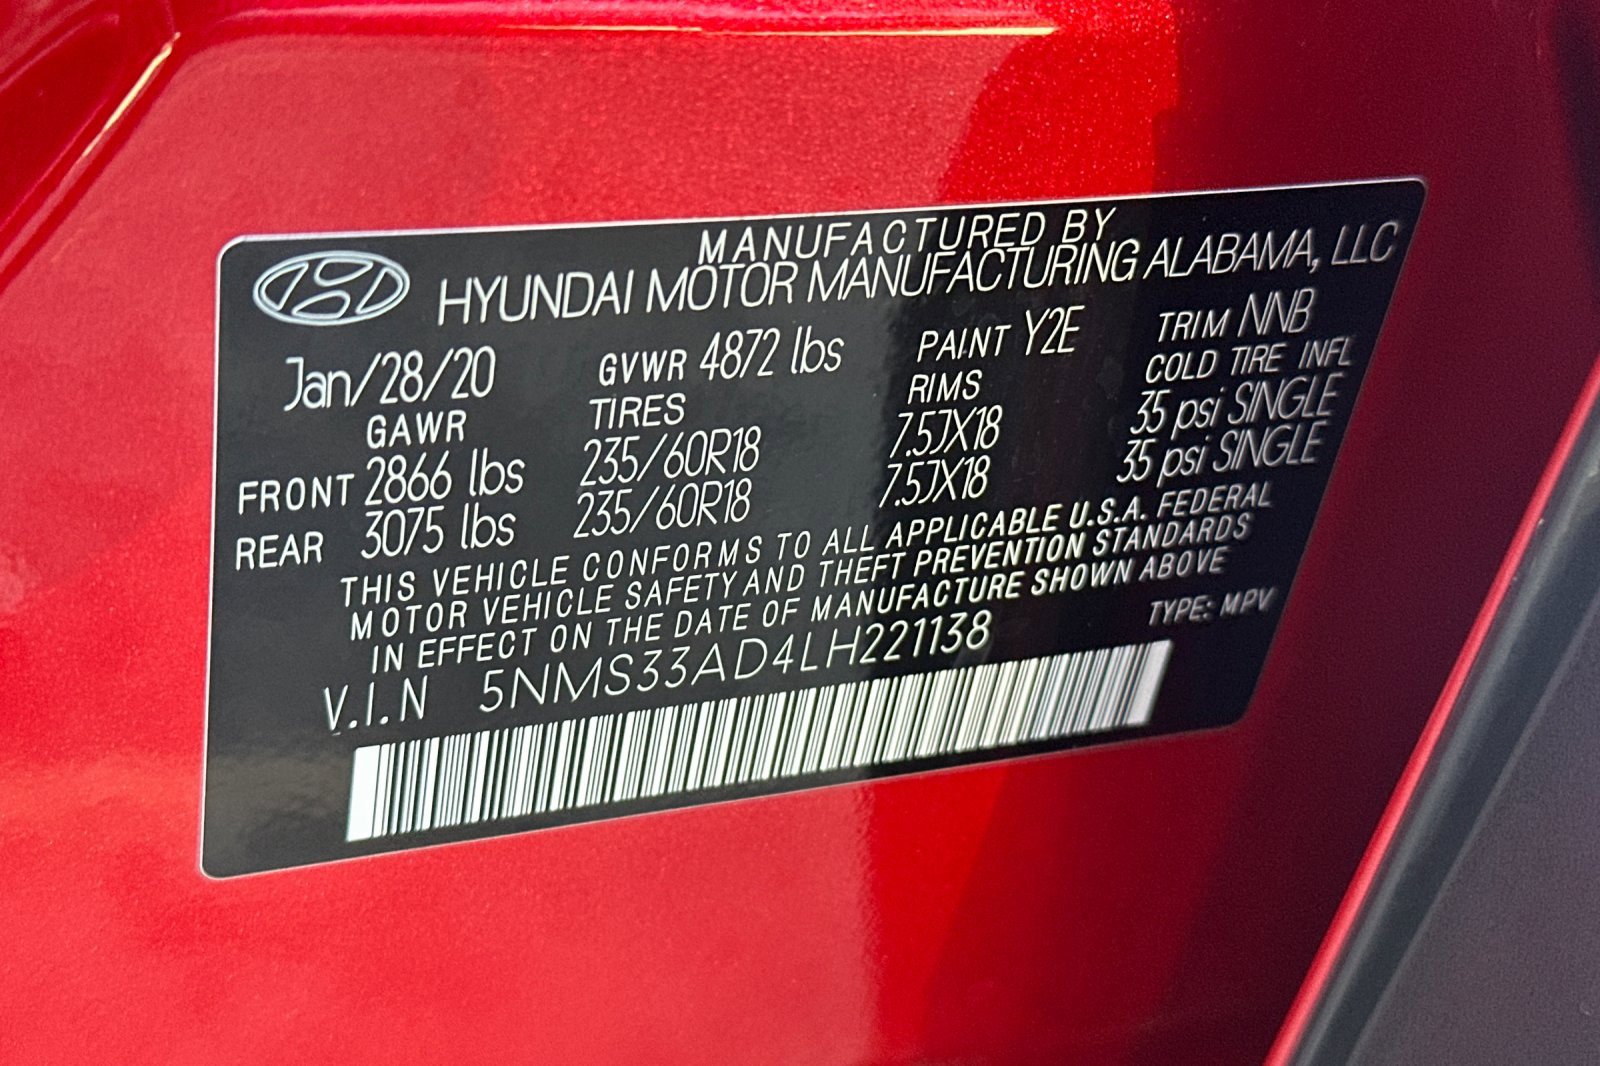 MANUFACTURED BY
HYUNDAI MOTOR MANUFACTURING ALABAMA, LLC
Jan/28/20 GVWR 4872 lbs PAINT Y2E TRIM NNB
GAWR TIRES RIMS COLD TIRE INFL
FRONT 2866 lbs 235/60R18 7.5JX18 35 psi SINGLE
REAR 3075 lbs 235/60R18 7.5JX18 35 psi SINGLE
THIS VEHICLE CONFORMS TO ALL APPLICABLE U.S.A. FEDERAL
MOTOR VEHICLE SAFETY AND THEFT PREVENTION STANDARDS
IN EFFECT ON THE DATE OF MANUFACTURE SHOWN ABOVE
V.I.N 5NMS33AD4LH221138 TYPE: MPV